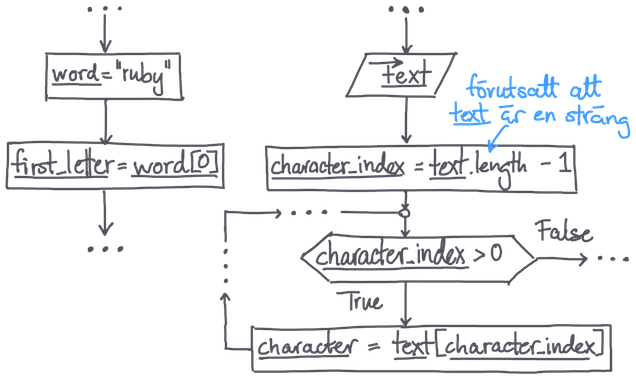 word = "ruby"
first_letter = word[0]
text
förutsatt att
text är en sträng
character_index = text.length - 1
character_index > 0
False
True
character = text[character_index]